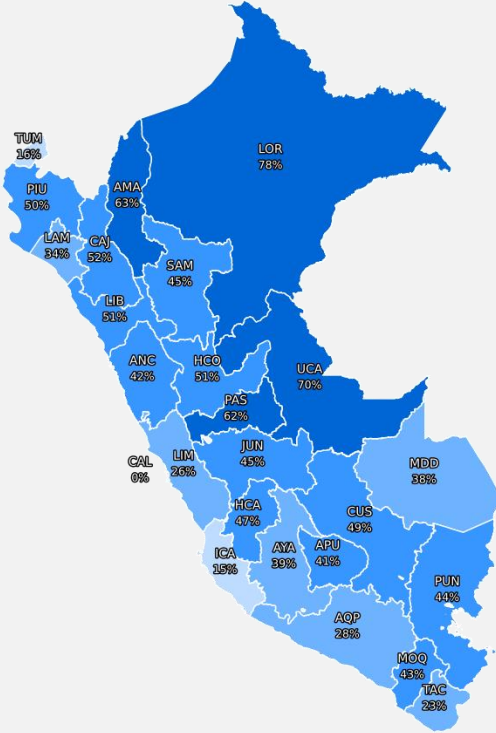 TUM
16%
LOR
78%
PIU
50%
AMA
63%
LAM
34%
CAJ
52%
SAM
45%
LIB
51%
ANC
42%
HCO
51%
UCA
70%
PAS
62%
JUN
45%
LIM
26%
CAL
0%
MDD
38%
HCA
47%
CUS
49%
ICA
15%
AYA
39%
APU
41%
PUN
44%
AQP
28%
MOQ
43%
TAC
23%